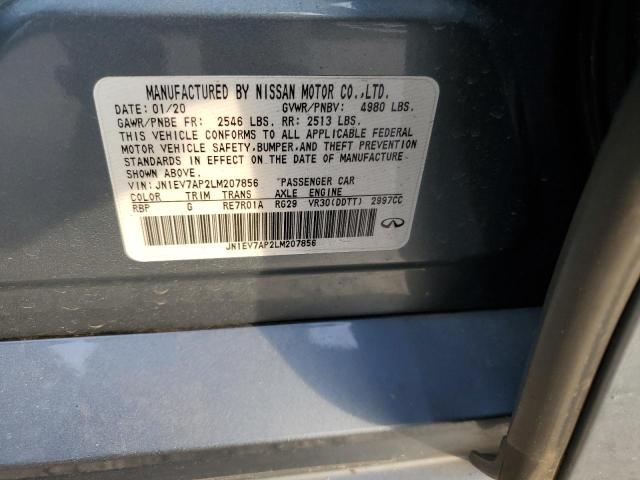 MANUFACTURED BY NISSAN MOTOR CO.,LTD.
DATE: 01/20 GVWR/PNBV: 4980 LBS.
GAWR/PNBE FR: 2546 LBS. RR: 2513 LBS.
THIS VEHICLE CONFORMS TO ALL APPLICABLE FEDERAL
MOTOR VEHICLE SAFETY,BUMPER,AND THEFT PREVENTION
STANDARDS IN EFFECT ON THE DATE OF MANUFACTURE
SHOWN ABOVE.
VIN: JN1EV7AP2LM207856 PASSENGER CAR
COLOR TRIM TRANS AXLE ENGINE
RBP G RE7R01A RG29 VR30(DDTT) 2997CC
JN1EV7AP2LM207856